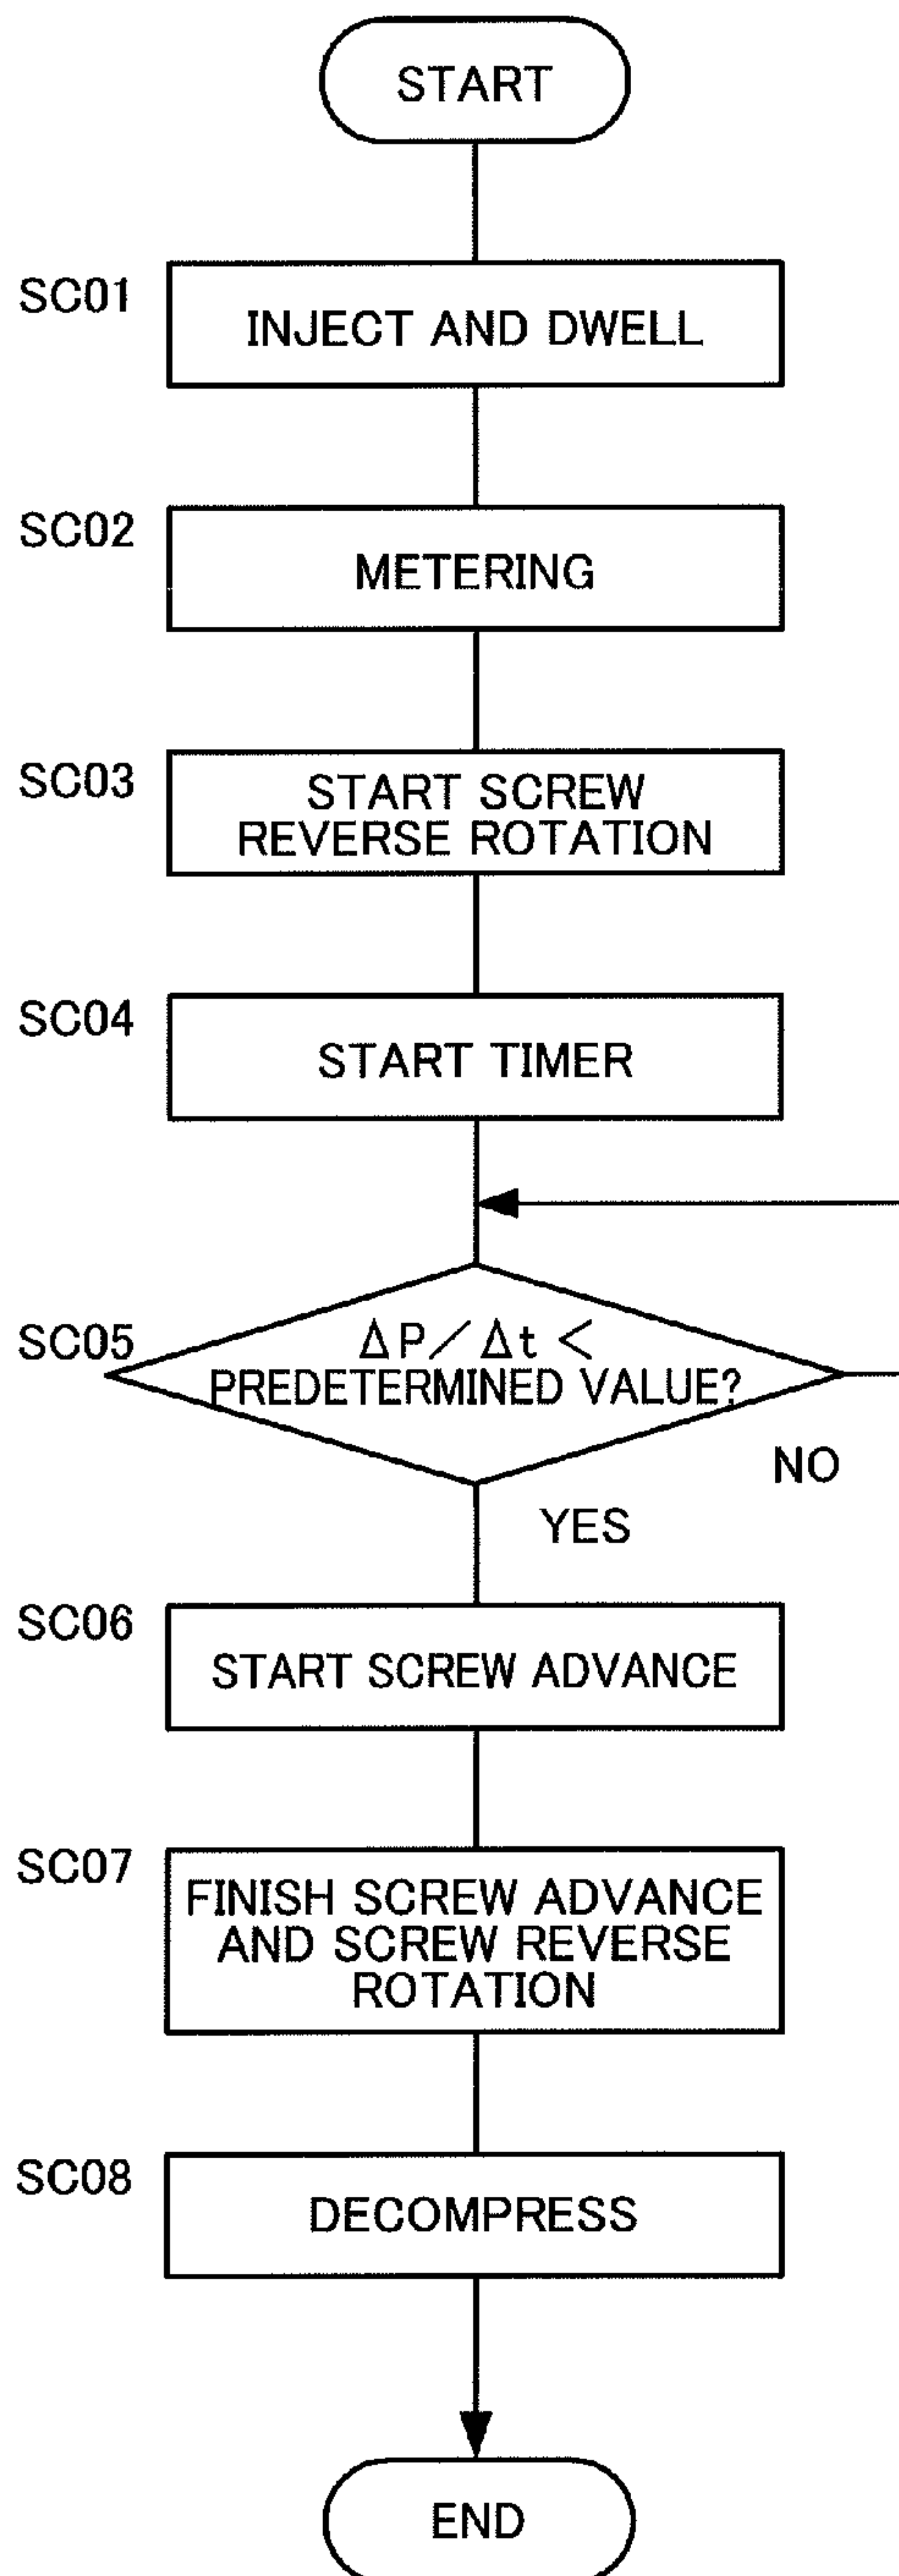 START
SC01
INJECT AND DWELL
SC02
METERING
SC03
START SCREW
REVERSE ROTATION
SC04
START TIMER
SC05
ΔP/Δt <
PREDETERMINED VALUE?
NO
YES
SC06
START SCREW ADVANCE
SC07
FINISH SCREW ADVANCE
AND SCREW REVERSE
ROTATION
SC08
DECOMPRESS
END